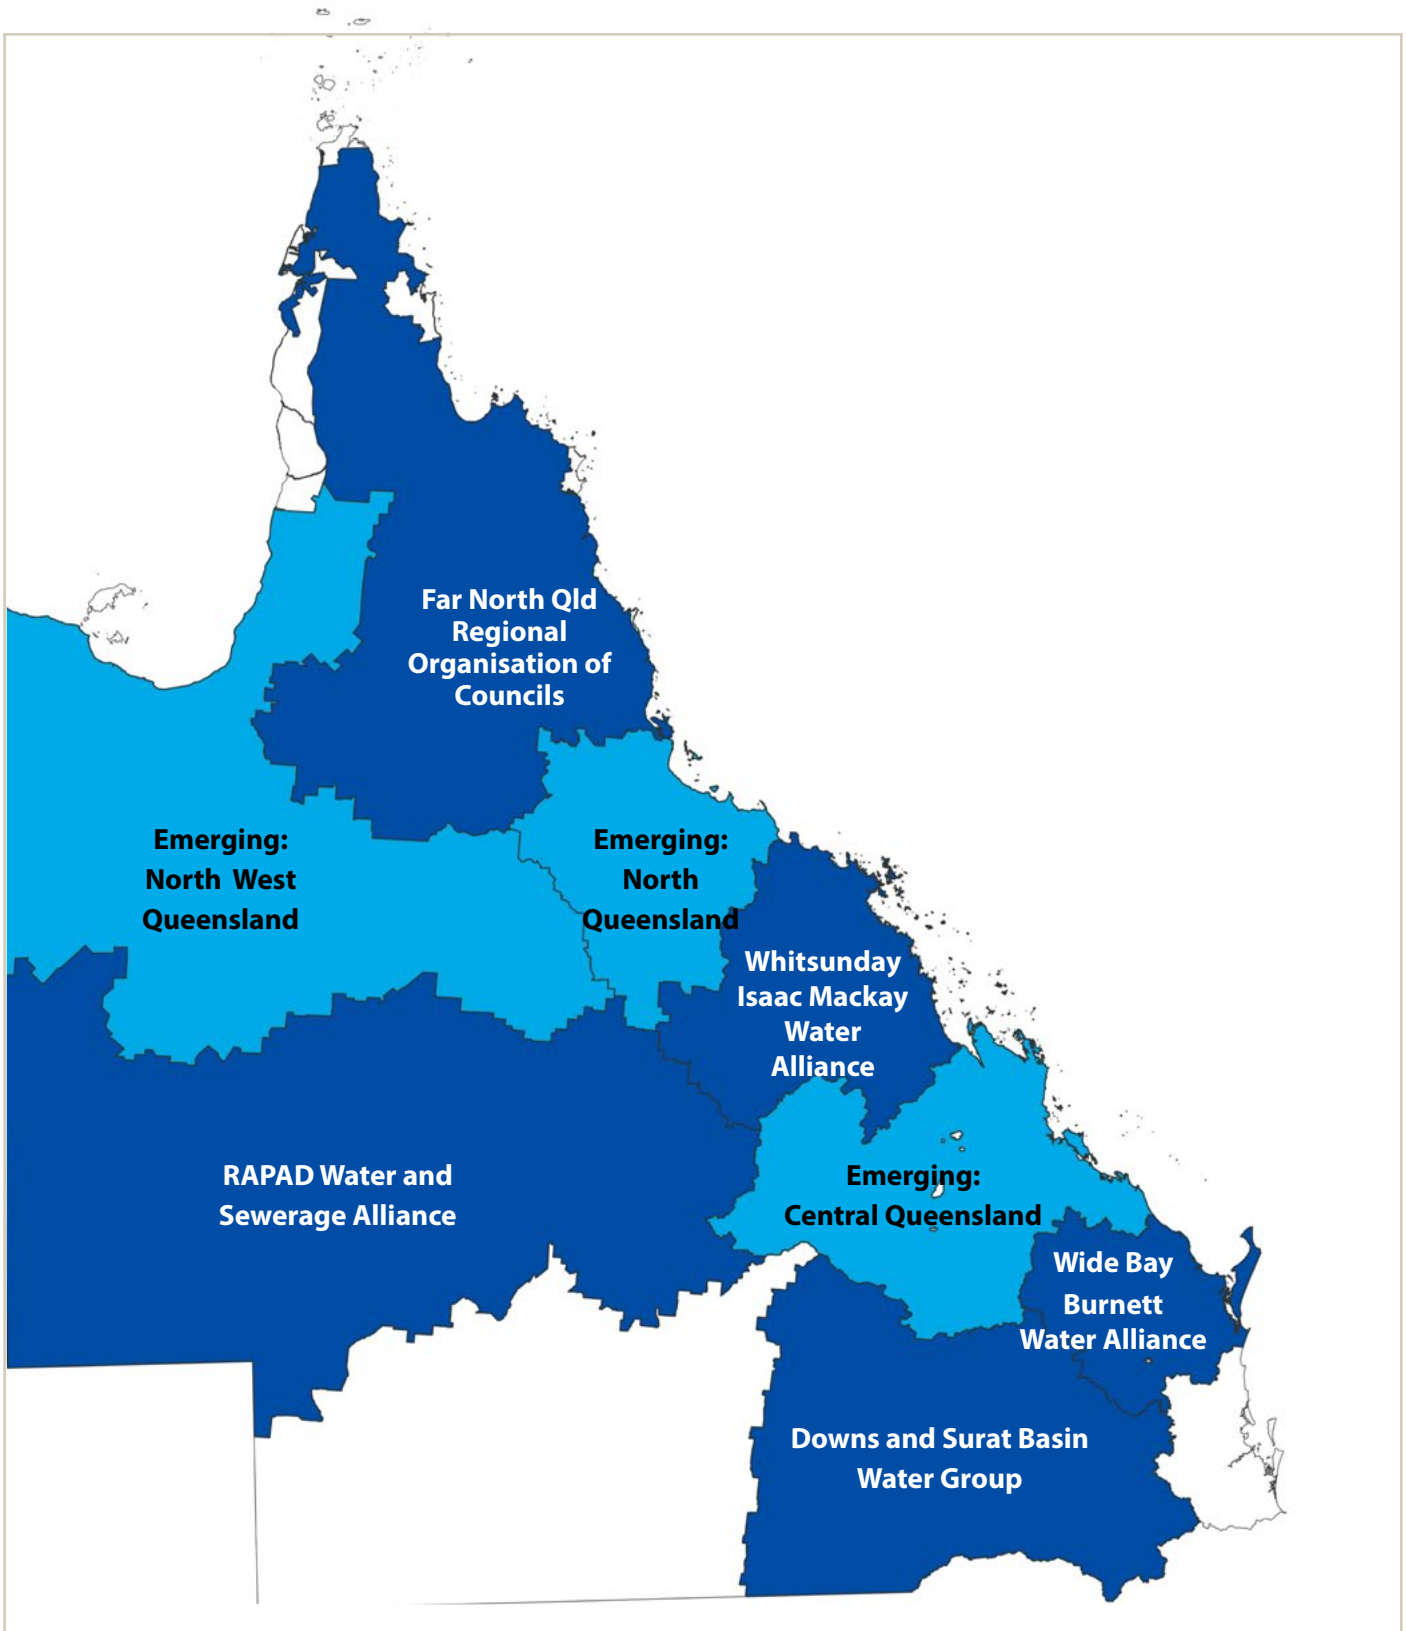 Far North Qld
Regional
Organisation of
Councils
Emerging:
North West
Queensland
Emerging:
North
Queensland
Whitsunday
Isaac Mackay
Water
Alliance
RAPAD Water and
Sewerage Alliance
Emerging:
Central Queensland
Wide Bay
Burnett
Water Alliance
Downs and Surat Basin
Water Group